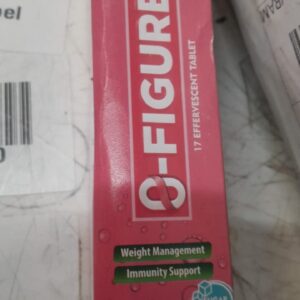 Ø-FIGURE
17 EFFERVESCENT TABLET
Weight Management
Immunity Support